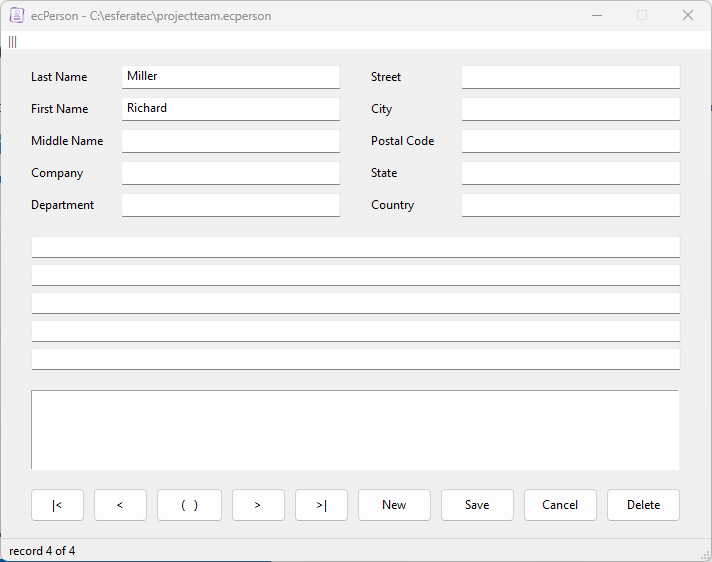 ecPerson - C:\esferatec\projectteam.ecperson
|||
Last Name Miller Street
First Name Richard City
Middle Name Postal Code
Company State
Department Country
|< < ( ) > >| New Save Cancel Delete
record 4 of 4